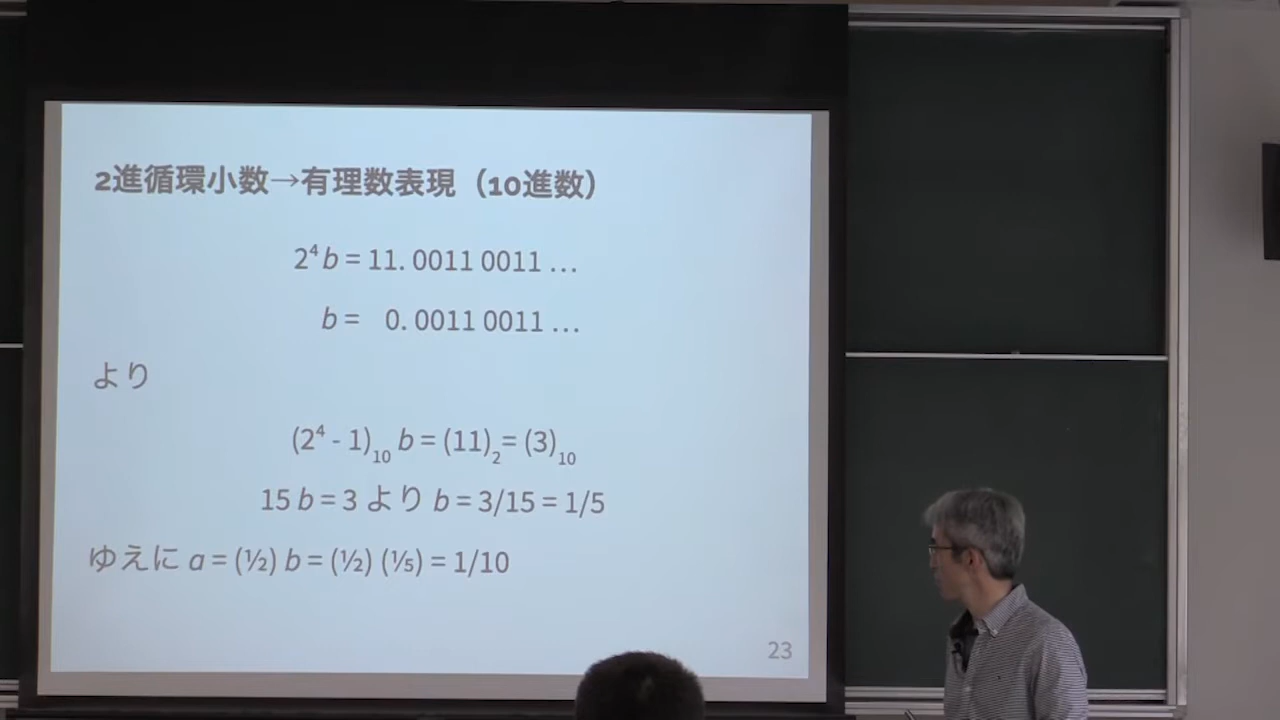 2進循環小数→有理数表現（10進数）
2⁴ b = 11. 0011 0011 …
b = 0. 0011 0011 …
より
(2⁴ - 1)₁₀ b = (11)₂= (3)₁₀
15 b = 3 より b = 3/15 = 1/5
ゆえに a = (½) b = (½) (⅕) = 1/10
23